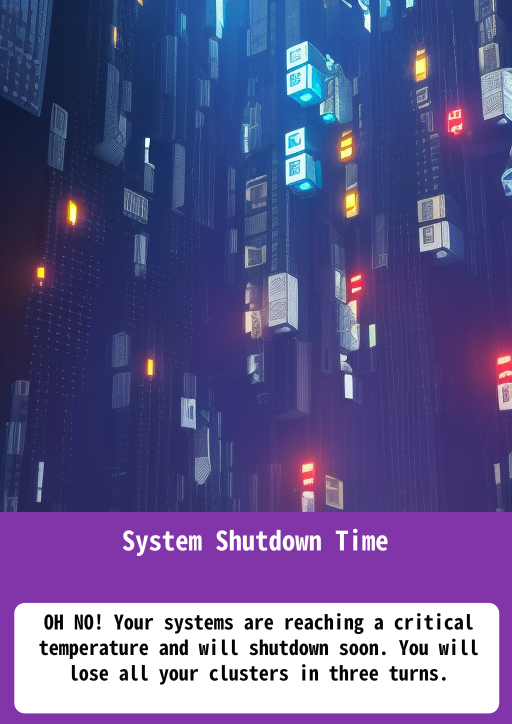 System Shutdown Time
OH NO! Your systems are reaching a critical
temperature and will shutdown soon. You will
lose all your clusters in three turns.